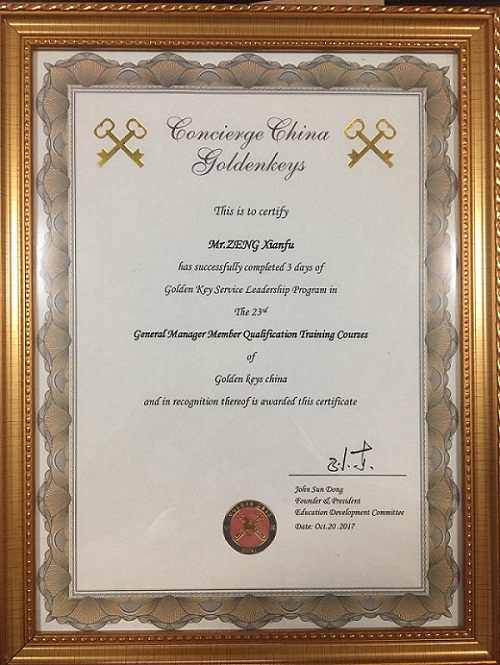 Concierge China
Goldenkeys
This is to certify
Mr.ZENG Xianfu
has successfully completed 3 days of
Golden Key Service Leadership Program in
The 23rd
General Manager Member Qualification Training Courses
of
Golden keys china
and in recognition thereof is awarded this certificate
John Sun Dong
Founder & President
Education Development Committee
Date: Oct.20 .2017